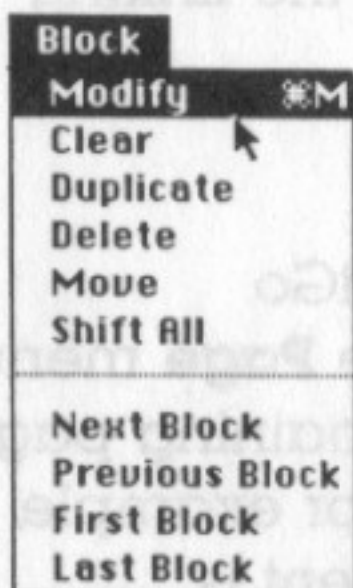 Block
Modify ⌘M
Clear
Duplicate
Delete
Move
Shift All
Next Block
Previous Block
First Block
Last Block